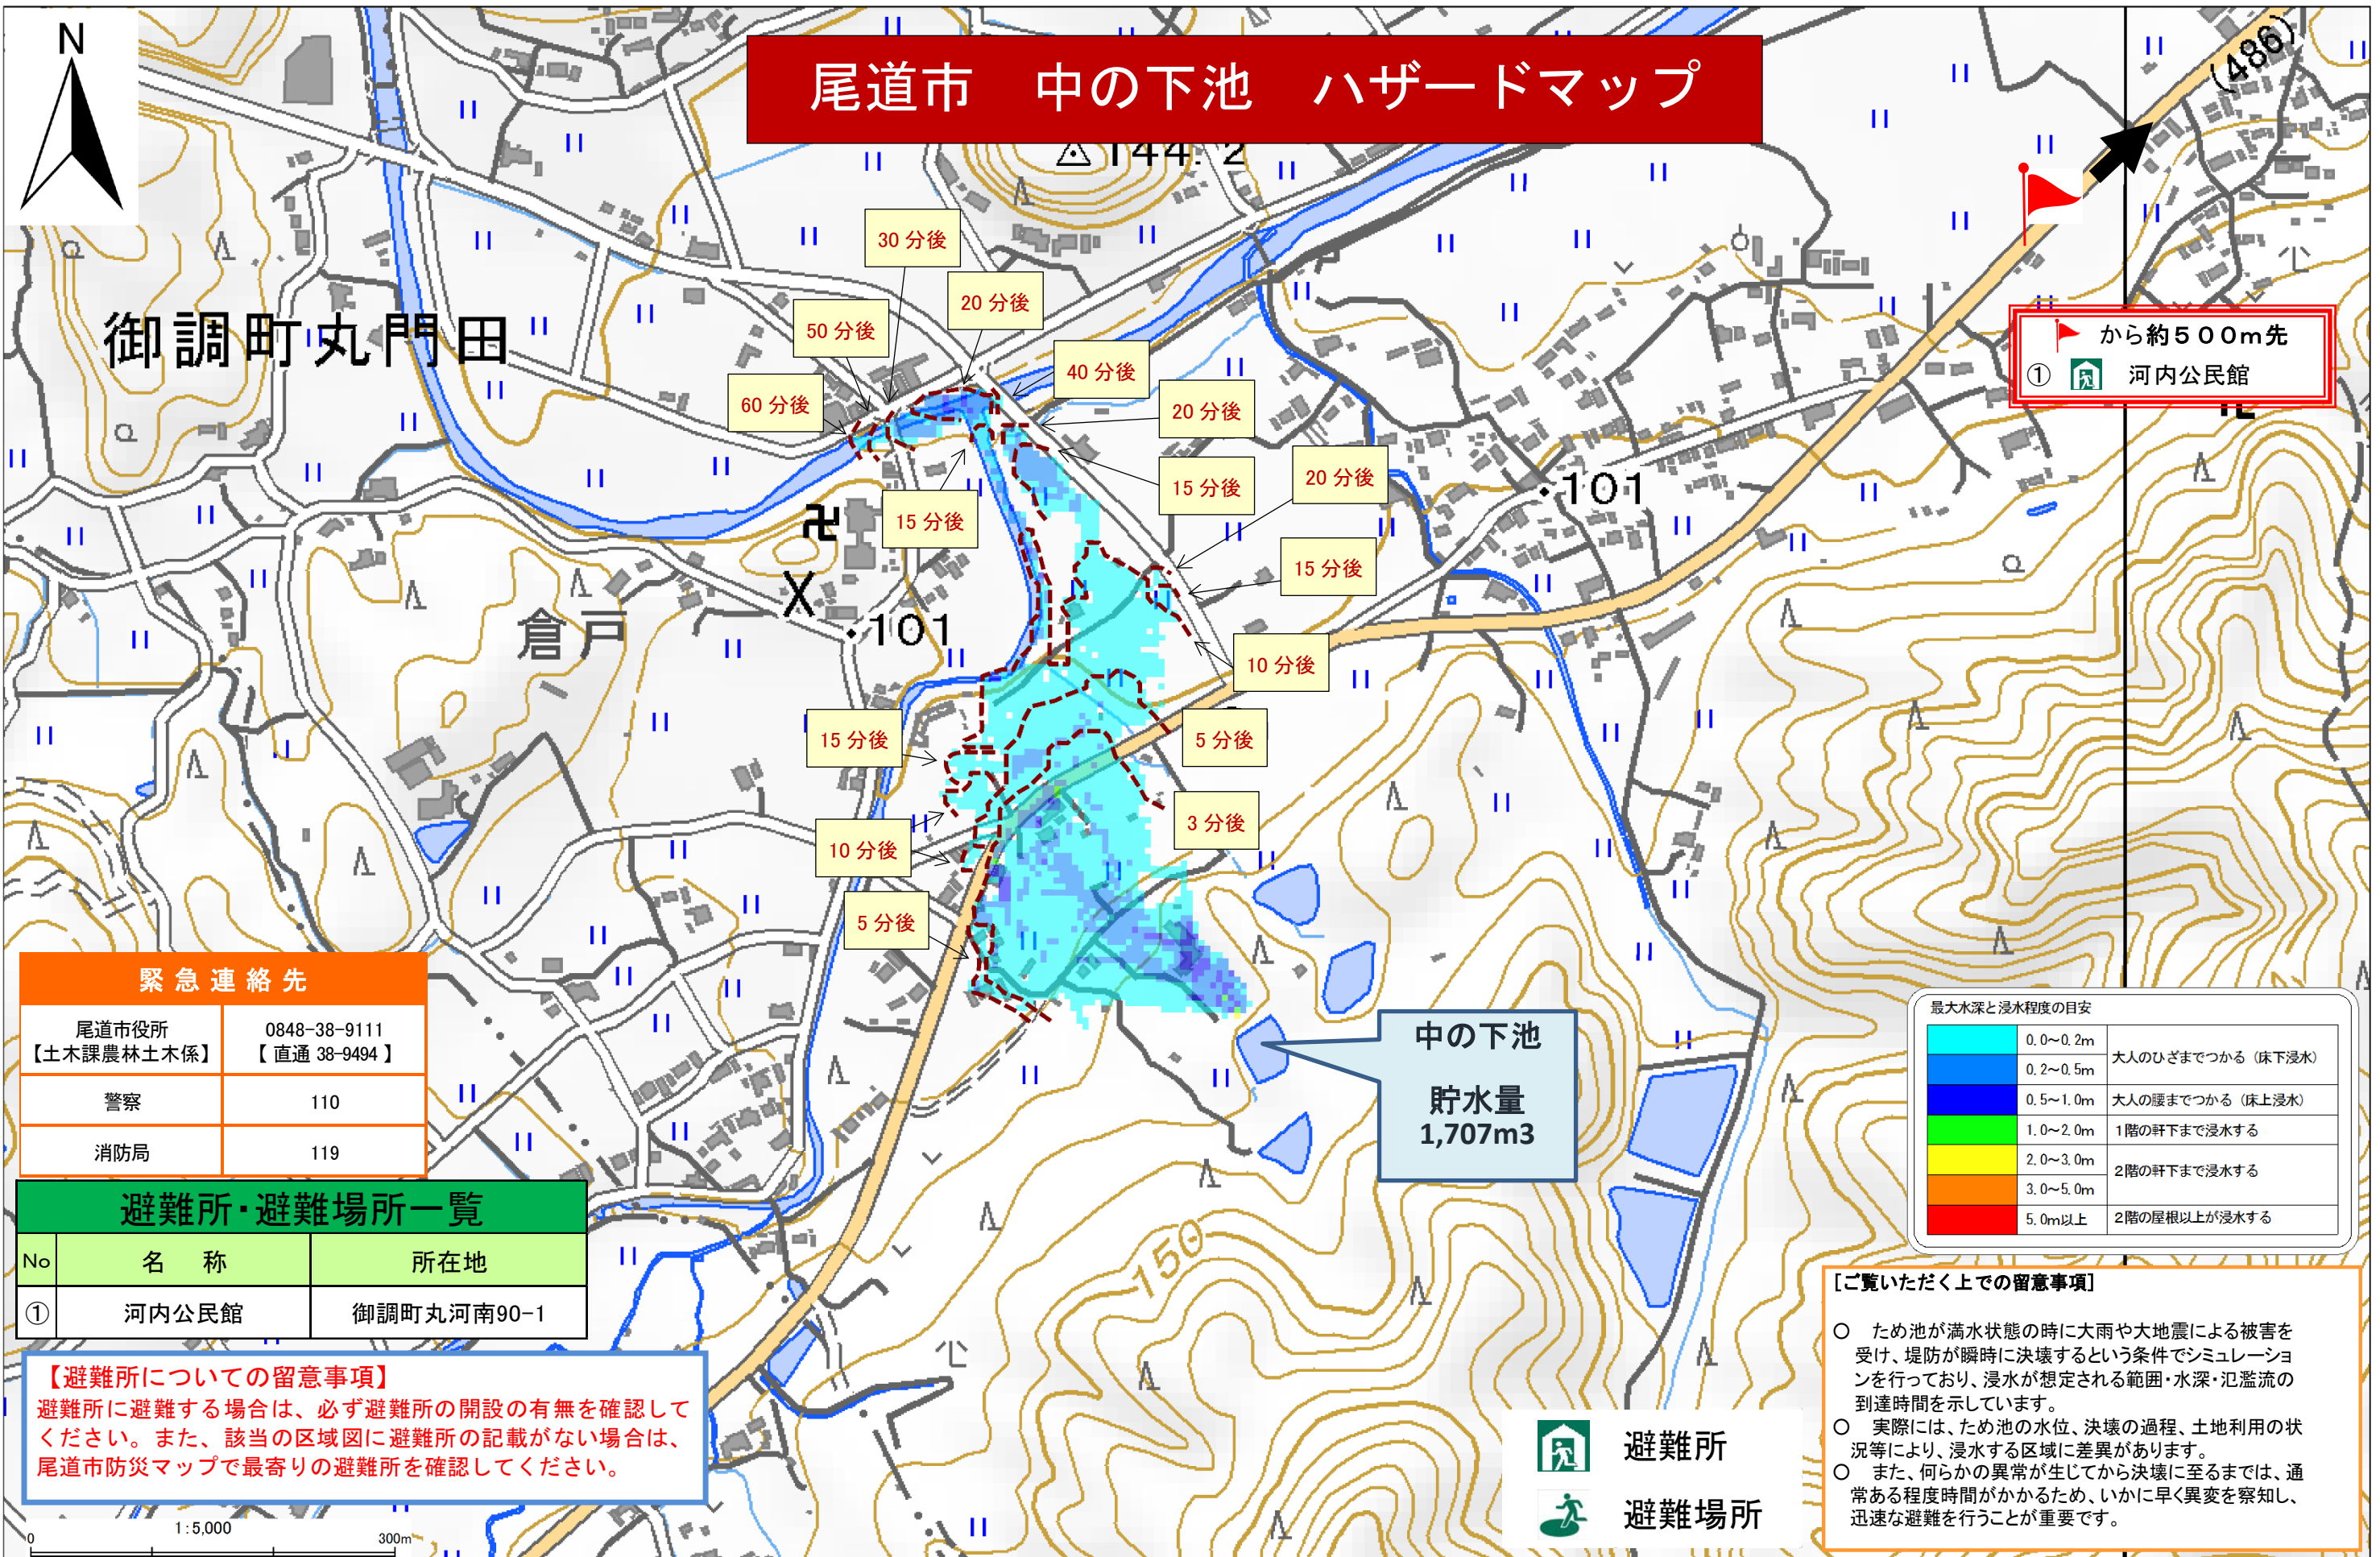 N
尾道市　中の下池　ハザードマップ
(486)
144.2
30 分後
20 分後
50 分後
40 分後
60 分後
20 分後
15 分後
20 分後
15 分後
15 分後
10 分後
15 分後
5 分後
3 分後
10 分後
5 分後
御調町丸門田
倉戸
101
101
150
から約５００ｍ先
① 河内公民館
中の下池
貯水量
1,707m3
緊急連絡先
尾道市役所
【土木課農林土木係】
0848-38-9111
【 直通 38-9494 】
警察 110
消防局 119
避難所・避難場所一覧
No 名　称 所在地
① 河内公民館 御調町丸河南90-1
【避難所についての留意事項】
避難所に避難する場合は、必ず避難所の開設の有無を確認して
ください。また、該当の区域図に避難所の記載がない場合は、
尾道市防災マップで最寄りの避難所を確認してください。
1:5,000
0 300m
最大水深と浸水程度の目安
0.0～0.2m
大人のひざまでつかる（床下浸水）
0.2～0.5m
0.5～1.0m 大人の腰までつかる（床上浸水）
1.0～2.0m 1階の軒下まで浸水する
2.0～3.0m
2階の軒下まで浸水する
3.0～5.0m
5.0m以上 2階の屋根以上が浸水する
[ご覧いただく上での留意事項]
○　ため池が満水状態の時に大雨や大地震による被害を
受け、堤防が瞬時に決壊するという条件でシミュレーショ
ンを行っており、浸水が想定される範囲・水深・氾濫流の
到達時間を示しています。
○　実際には、ため池の水位、決壊の過程、土地利用の状
況等により、浸水する区域に差異があります。
○　また、何らかの異常が生じてから決壊に至るまでは、通
常ある程度時間がかかるため、いかに早く異変を察知し、
迅速な避難を行うことが重要です。
避難所
避難場所